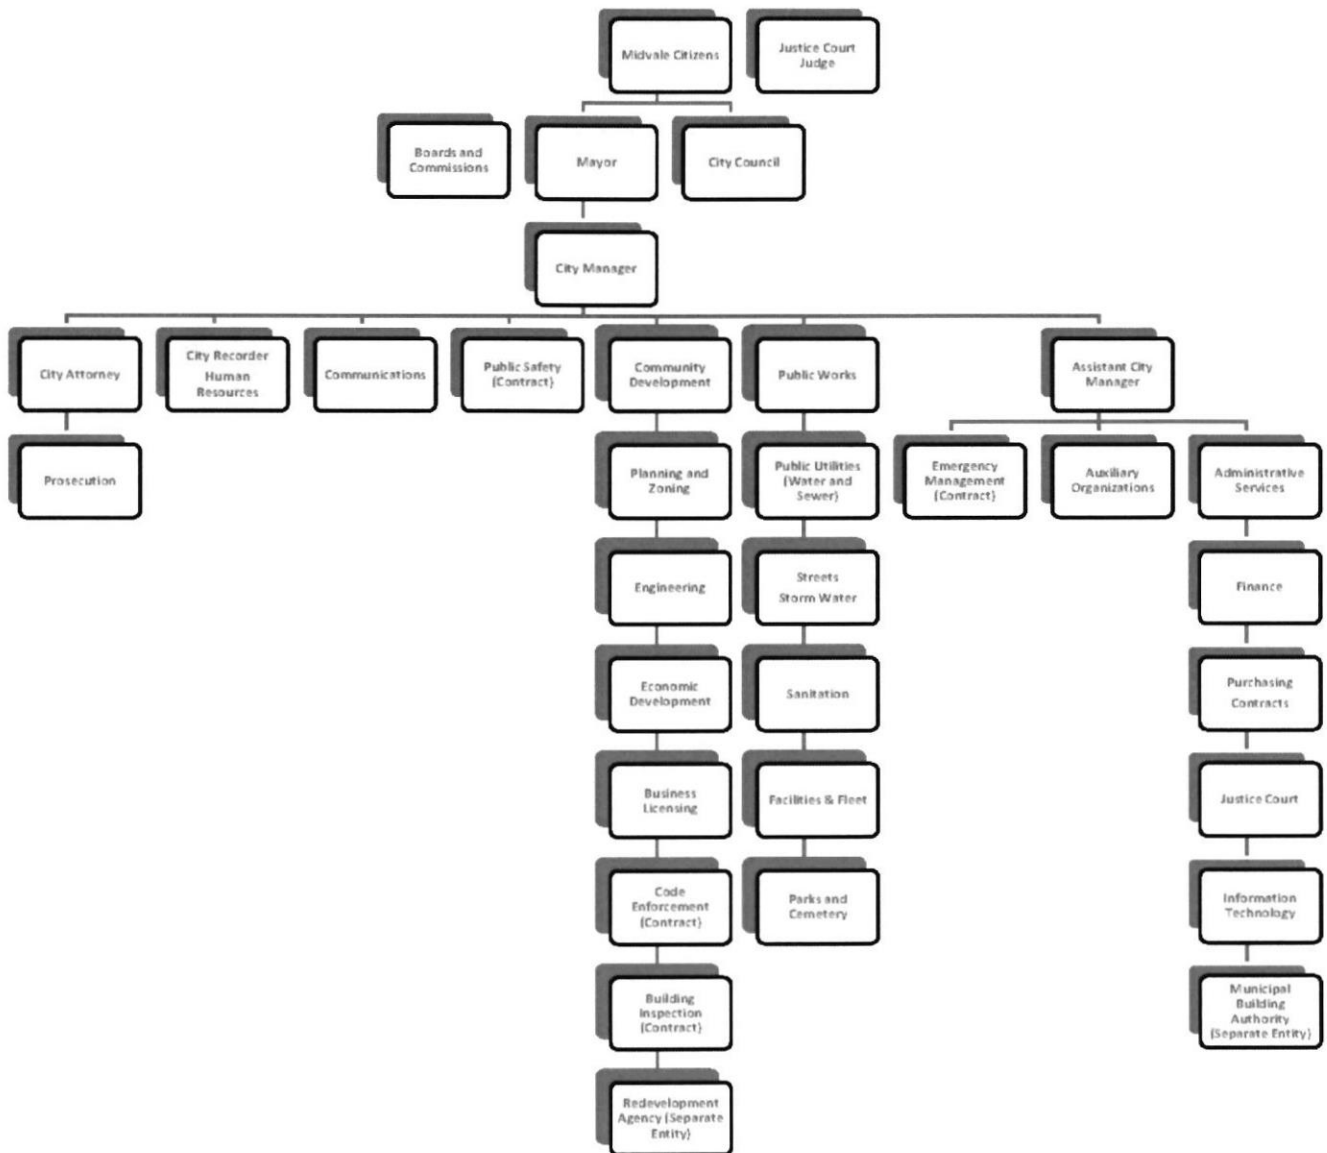 Midvale Citizens
Justice Court
Judge
Boards and
Commissions
Mayor
City Council
City Manager
City Attorney
City Recorder
Human
Resources
Communications
Public Safety
(Contract)
Community
Development
Public Works
Assistant City
Manager
Prosecution
Planning and
Zoning
Public Utilities
(Water and
Sewer)
Emergency
Management
(Contract)
Auxiliary
Organizations
Administrative
Services
Engineering
Streets
Storm Water
Finance
Economic
Development
Sanitation
Purchasing
Contracts
Business
Licensing
Facilities & Fleet
Justice Court
Code
Enforcement
(Contract)
Parks and
Cemetery
Information
Technology
Building
Inspection
(Contract)
Municipal
Building
Authority
(Separate Entity)
Redevelopment
Agency (Separate
Entity)